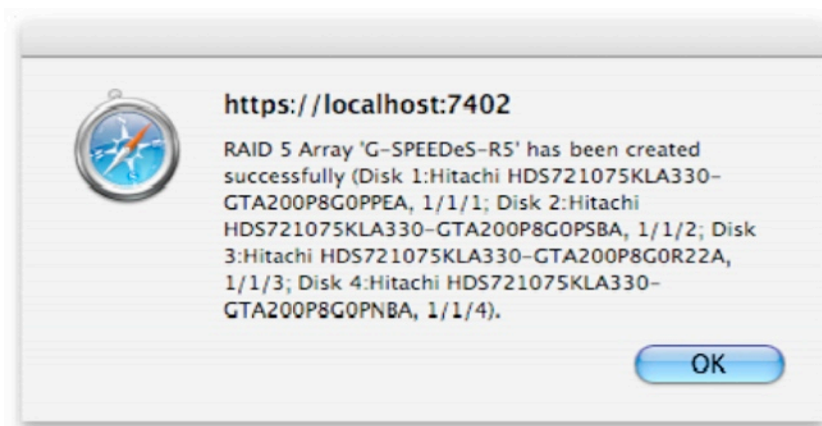 https://localhost:7402
RAID 5 Array 'G-SPEEDeS-R5' has been created
successfully (Disk 1:Hitachi HDS721075KLA330-
GTA200P8G0PPEA, 1/1/1; Disk 2:Hitachi
HDS721075KLA330-GTA200P8G0PSBA, 1/1/2; Disk
3:Hitachi HDS721075KLA330-GTA200P8G0R22A,
1/1/3; Disk 4:Hitachi HDS721075KLA330-
GTA200P8G0PNBA, 1/1/4).
OK